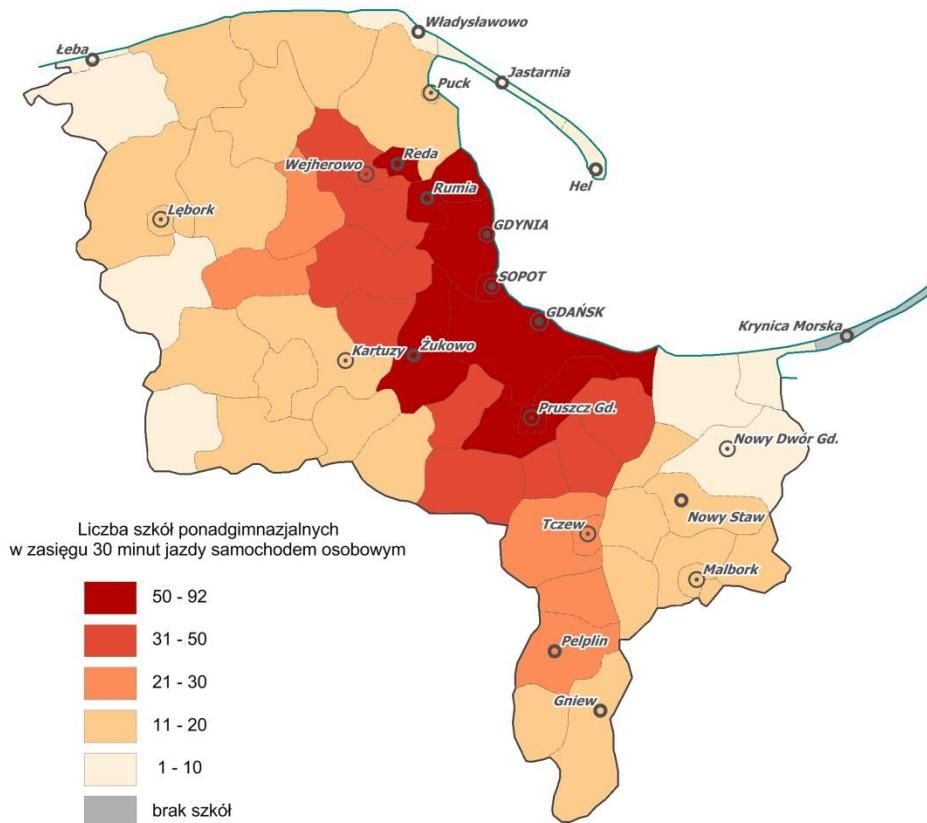 Władysławowo
Łeba
Jastarnia
Puck
Reda
Wejherowo
Hel
Rumia
Lębork
GDYNIA
SOPOT
GDAŃSK
Krynica Morska
Kartuzy
Żukowo
Pruszcz Gd.
Nowy Dwór Gd.
Nowy Staw
Tczew
Malbork
Pelplin
Gniew
Liczba szkół ponadgimnazjalnych
w zasięgu 30 minut jazdy samochodem osobowym
50 - 92
31 - 50
21 - 30
11 - 20
1 - 10
brak szkół